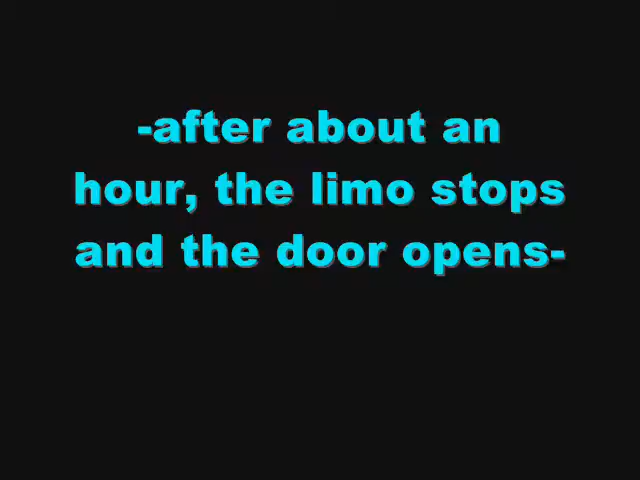 -after about an
hour, the limo stops
and the door opens-